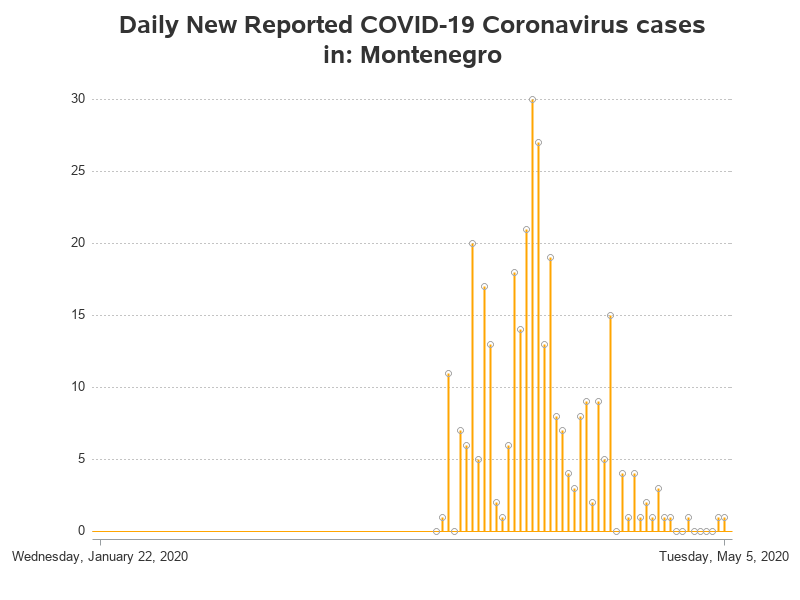 Daily New Reported COVID-19 Coronavirus cases
in: Montenegro
30
25
20
15
10
5
0
Wednesday, January 22, 2020
Tuesday, May 5, 2020